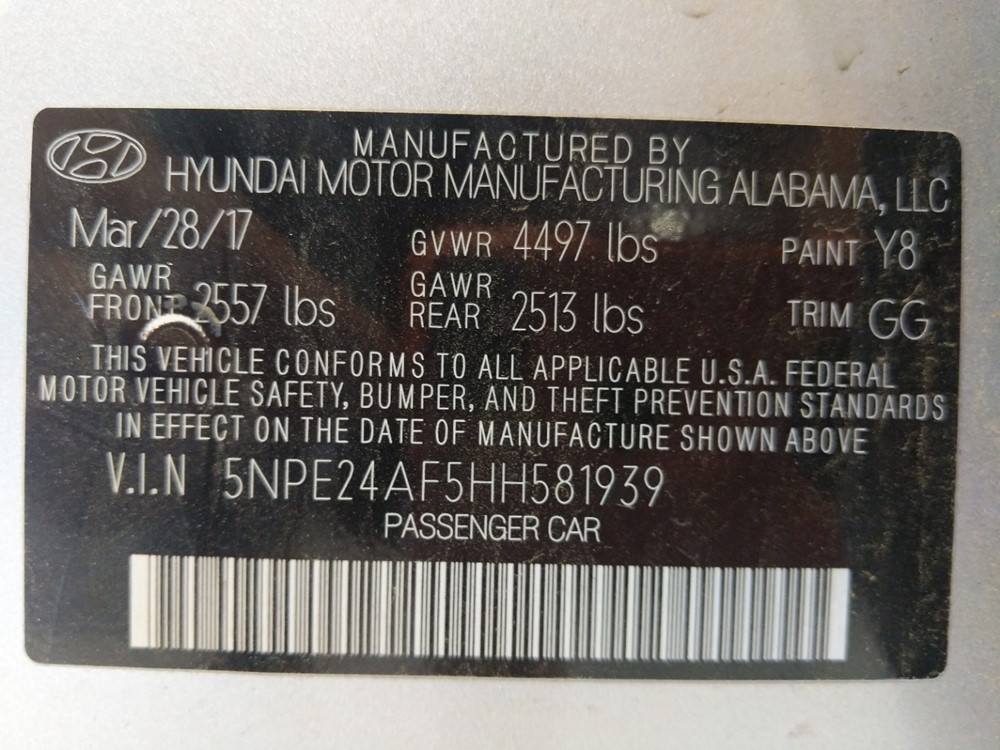 MANUFACTURED BY
HYUNDAI MOTOR MANUFACTURING ALABAMA, LLC
Mar/28/17 GVWR 4497 lbs PAINT Y8
GAWR FRONT 2557 lbs GAWR REAR 2513 lbs TRIM GG
THIS VEHICLE CONFORMS TO ALL APPLICABLE U.S.A. FEDERAL
MOTOR VEHICLE SAFETY, BUMPER, AND THEFT PREVENTION STANDARDS
IN EFFECT ON THE DATE OF MANUFACTURE SHOWN ABOVE
V.I.N 5NPE24AF5HH581939
PASSENGER CAR